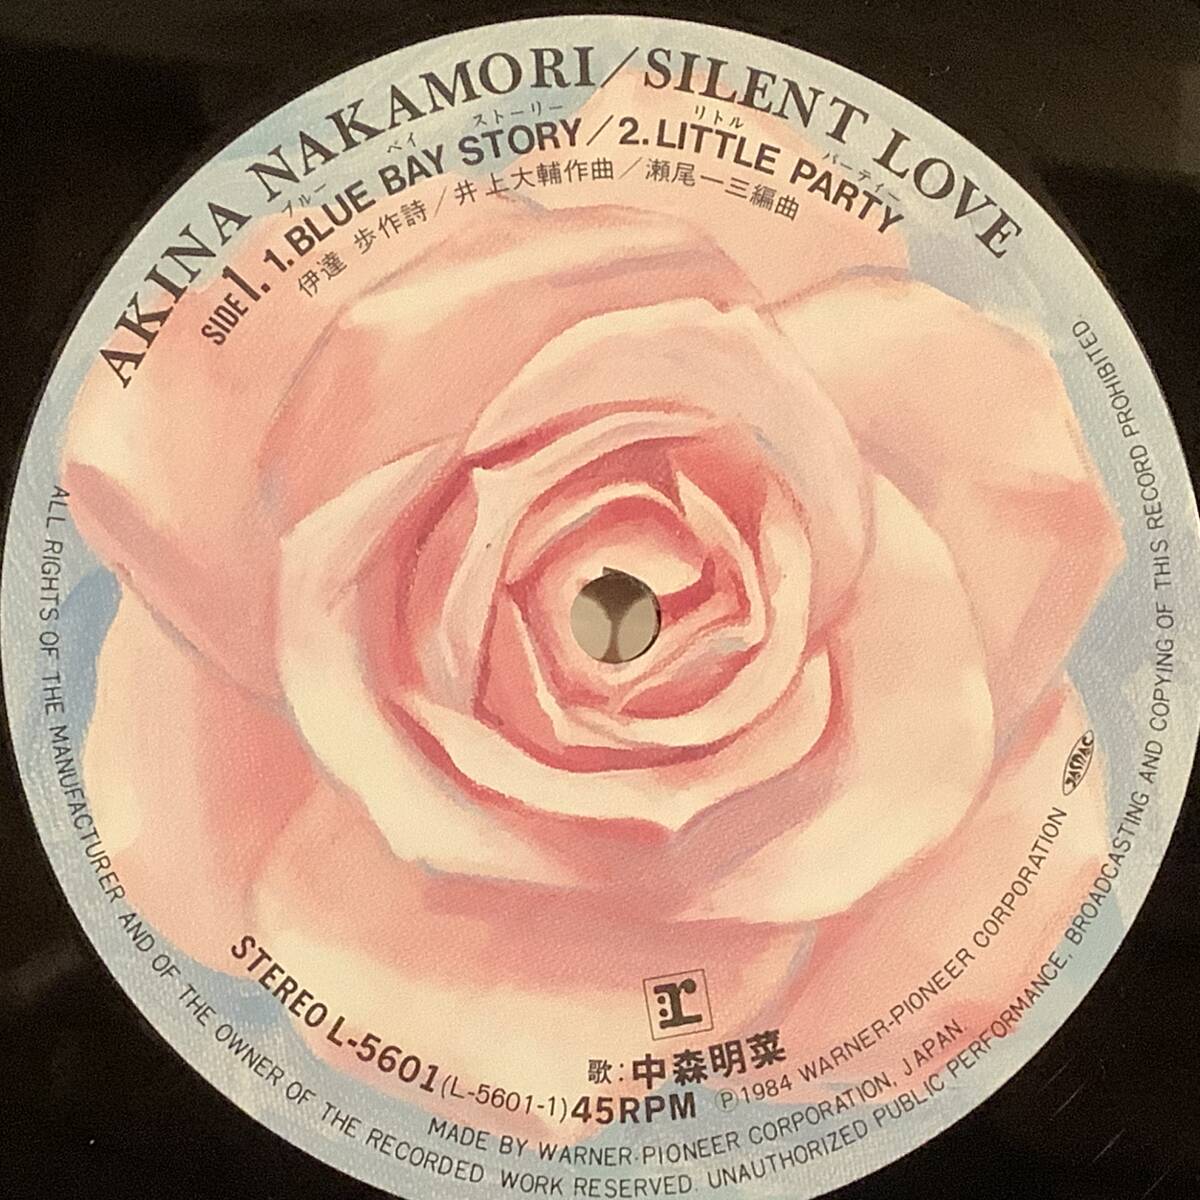 AKINA NAKAMORI/SILENT LOVE
ブルー ベイ ストーリー リトル パーティー
SIDE 1. 1. BLUE BAY STORY/2. LITTLE PARTY
伊達 歩作詩/井上大輔作曲/瀬尾一三編曲
STEREO L-5601 (L-5601-1) 45RPM
r
歌:中森明菜
Ⓟ1984 WARNER-PIONEER CORPORATION
JASRAC
MADE BY WARNER-PIONEER CORPORATION, JAPAN.
ALL RIGHTS OF THE MANUFACTURER AND OF THE OWNER OF THE RECORDED WORK RESERVED. UNAUTHORIZED PUBLIC PERFORMANCE, BROADCASTING AND COPYING OF THIS RECORD PROHIBITED.